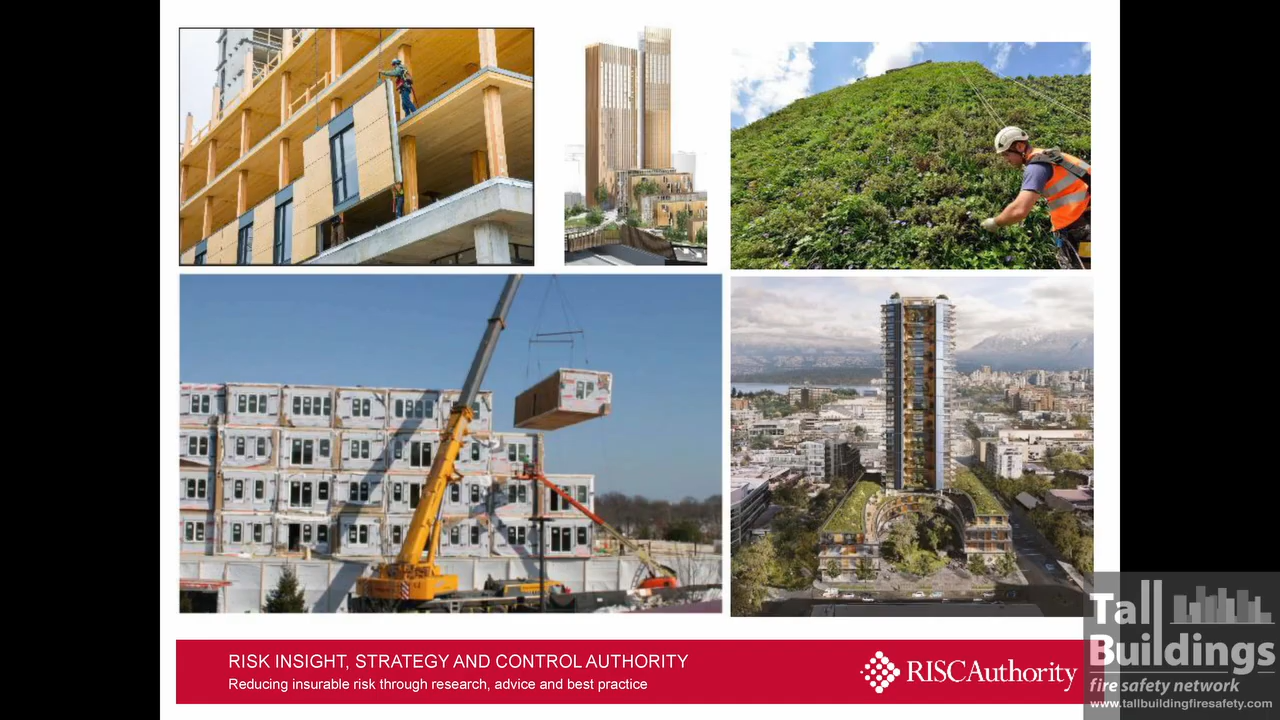 RISK INSIGHT, STRATEGY AND CONTROL AUTHORITY
Reducing insurable risk through research, advice and best practice
RISCAuthority
Tall
Buildings
fire safety network
www.tallbuildingfiresafety.com